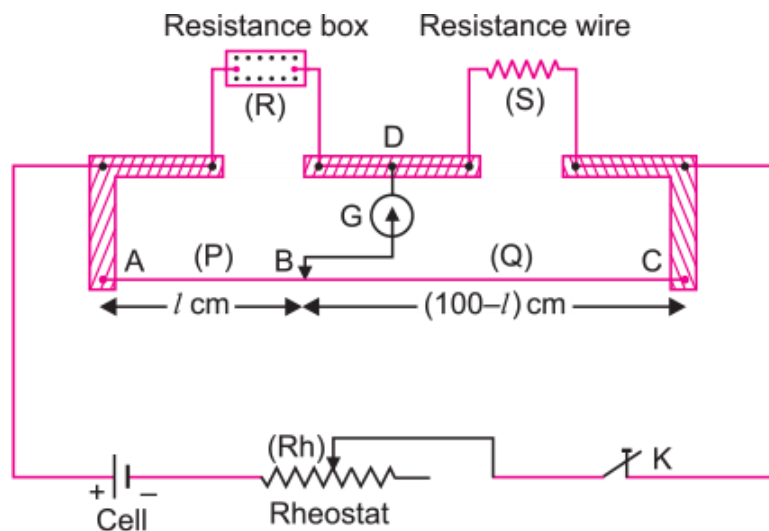 Resistance box Resistance wire
(R) (S)
D
G
A (P) B (Q) C
l cm (100–l) cm
(Rh) K
+ –
Cell Rheostat